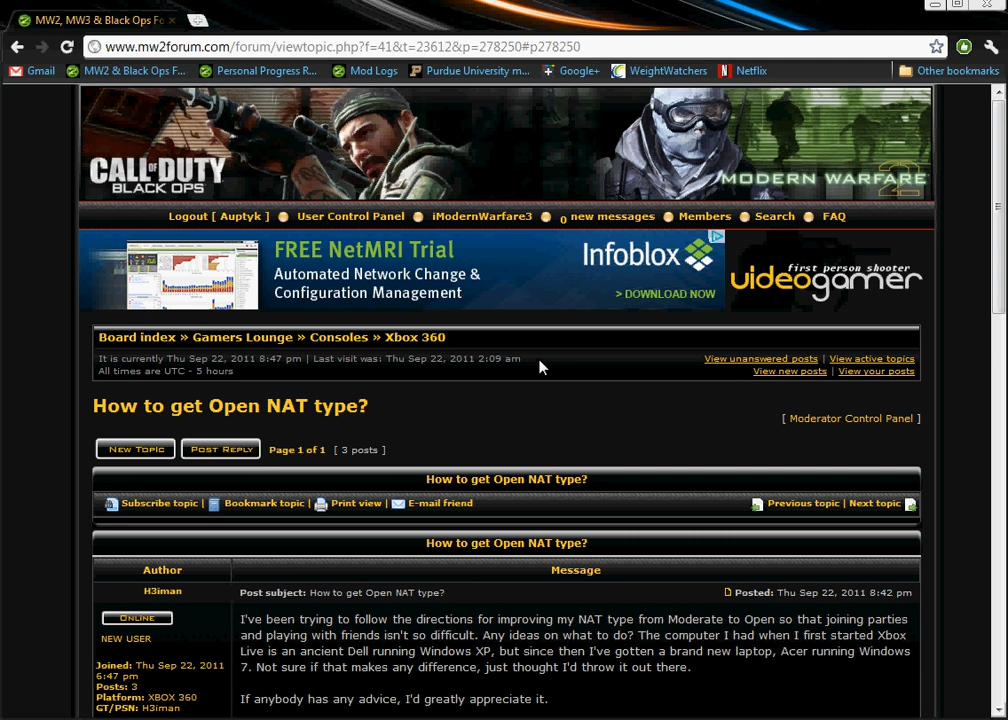 MW2, MW3 & Black Ops Fo
www.mw2forum.com/forum/viewtopic.php?f=41&t=23612&p=278250#p278250
Gmail MW2 & Black Ops F... Personal Progress R... Mod Logs Purdue University m... Google+ WeightWatchers Netflix Other bookmarks
CALL OF DUTY
BLACK OPS
MODERN WARFARE
2
Logout [ Auptyk ] User Control Panel iModernWarfare3 0 new messages Members Search FAQ
FREE NetMRI Trial
Automated Network Change &
Configuration Management
Infoblox
> DOWNLOAD NOW
first person shooter
videogamer
Board index » Gamers Lounge » Consoles » Xbox 360
It is currently Thu Sep 22, 2011 8:47 pm | Last visit was: Thu Sep 22, 2011 2:09 am
View unanswered posts | View active topics
All times are UTC - 5 hours
View new posts | View your posts
How to get Open NAT type?
[ Moderator Control Panel ]
NEW TOPIC POST REPLY Page 1 of 1 [ 3 posts ]
How to get Open NAT type?
Subscribe topic | Bookmark topic | Print view | E-mail friend Previous topic | Next topic
How to get Open NAT type?
Author Message
H3iman
Post subject: How to get Open NAT type? Posted: Thu Sep 22, 2011 8:42 pm
ONLINE
NEW USER
Joined: Thu Sep 22, 2011
6:47 pm
Posts: 3
Platform: XBOX 360
GT/PSN: H3iman
I've been trying to follow the directions for improving my NAT type from Moderate to Open so that joining parties
and playing with friends isn't so difficult. Any ideas on what to do? The computer I had when I first started Xbox
Live is an ancient Dell running Windows XP, but since then I've gotten a brand new laptop, Acer running Windows
7. Not sure if that makes any difference, just thought I'd throw it out there.
If anybody has any advice, I'd greatly appreciate it.